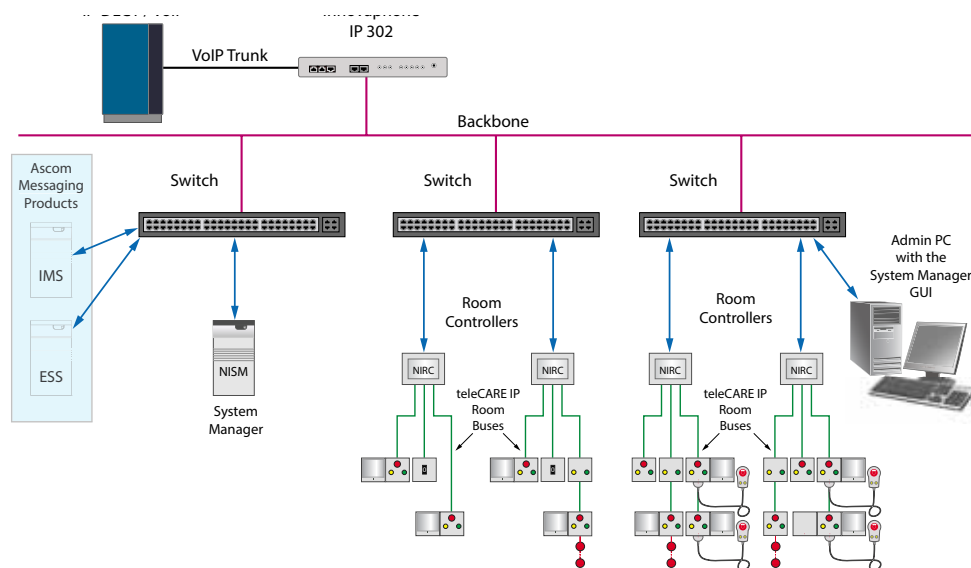 IP 302
VoIP Trunk
Backbone
Ascom
Messaging
Products
Switch
Switch
Switch
IMS
ESS
NISM
System
Manager
Room
Controllers
Room
Controllers
Admin PC
with the
System Manager
GUI
NIRC
NIRC
NIRC
NIRC
teleCARE IP
Room
Buses
teleCARE IP
Room
Buses
0
0